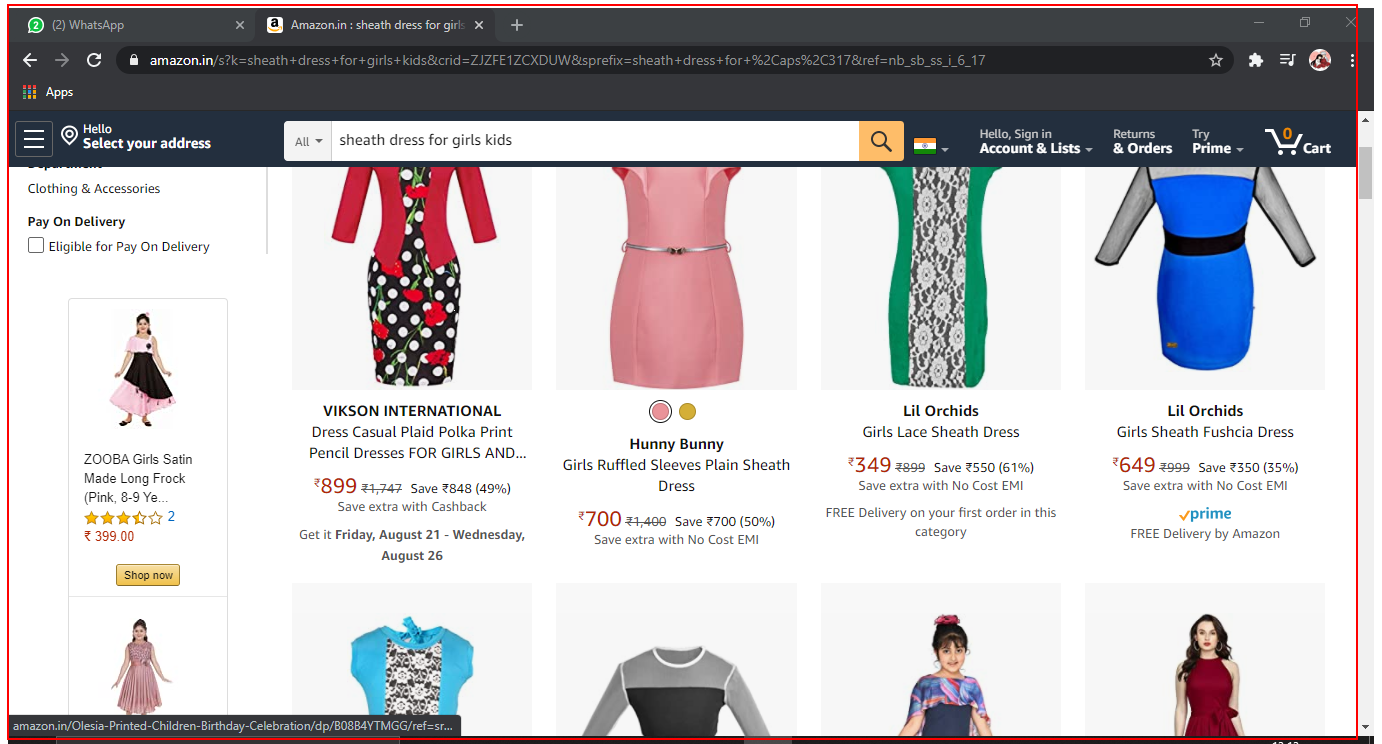 (2) WhatsApp
Amazon.in : sheath dress for girls
amazon.in/s?k=sheath+dress+for+girls+kids&crid=ZJZFE1ZCXDUW&sprefix=sheath+dress+for+%2Caps%2C317&ref=nb_sb_ss_i_6_17
Apps
Hello
Select your address
All
sheath dress for girls kids
Hello, Sign in
Account & Lists
Returns
& Orders
Try
Prime
0
Cart
Department
Clothing & Accessories
Pay On Delivery
Eligible for Pay On Delivery
ZOOBA Girls Satin
Made Long Frock
(Pink, 8-9 Ye...
2
₹ 399.00
Shop now
VIKSON INTERNATIONAL
Dress Casual Plaid Polka Print
Pencil Dresses FOR GIRLS AND...
₹899 ₹1,747 Save ₹848 (49%)
Save extra with Cashback
Get it Friday, August 21 - Wednesday,
August 26
Hunny Bunny
Girls Ruffled Sleeves Plain Sheath
Dress
₹700 ₹1,400 Save ₹700 (50%)
Save extra with No Cost EMI
Lil Orchids
Girls Lace Sheath Dress
₹349 ₹899 Save ₹550 (61%)
Save extra with No Cost EMI
FREE Delivery on your first order in this
category
Lil Orchids
Girls Sheath Fushcia Dress
₹649 ₹999 Save ₹350 (35%)
Save extra with No Cost EMI
prime
FREE Delivery by Amazon
amazon.in/Olesia-Printed-Children-Birthday-Celebration/dp/B08B4YTMGG/ref=sr...